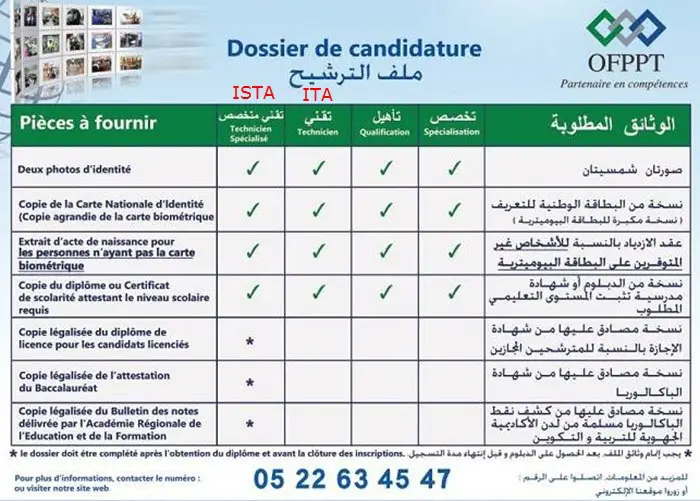 Dossier de candidature
ملف الترشيح
OFPPT
Partenaire en compétences
ISTA
ITA
Pièces à fournir
تقني متخصص
Technicien
Spécialisé
تقني
Technicien
تأهيل
Qualification
تخصص
Spécialisation
الوثائق المطلوبة
Deux photos d'identité
✓ ✓ ✓ ✓
صورتان شمسيتان
Copie de la Carte Nationale d'Identité
(Copie agrandie de la carte biométrique
✓ ✓ ✓ ✓
نسخة من البطاقة الوطنية للتعريف
( نسخة مكبرة للبطاقة البيومترية )
Extrait d'acte de naissance pour
les personnes n'ayant pas la carte
biométrique
✓ ✓ ✓ ✓
عقد الازدياد بالنسبة للأشخاص غير
المتوفرين على البطاقة البيومترية
Copie du diplôme ou Certificat
de scolarité attestant le niveau scolaire
requis
✓ ✓ ✓ ✓
نسخة من الدبلوم أو شهادة
مدرسية تثبت المستوى التعليمي
المطلوب
Copie légalisée du diplôme de
licence pour les candidats licenciés
*
نسخة مصادق عليها من شهادة
الإجازة بالنسبة للمترشحين المجازين
Copie légalisée de l'attestation
du Baccalauréat
*
نسخة مصادق عليها من شهادة
الباكالوريا
Copie légalisée du Bulletin des notes
délivrée par l'Académie Régionale de
l'Education et de la Formation
*
نسخة مصادق عليها من كشف نقط
الباكالوريا مسلمة من لدن الأكاديمية
الجهوية للتربية و التكوين
* le dossier doit être complété après l'obtention du diplôme et avant la clôture des inscriptions.
* يجب إتمام وثائق الملف بعد الحصول على الدبلوم و قبل إنتهاء مدة التسجيل.
Pour plus d'informations, contacter le numéro :
ou visiter notre site web
05 22 63 45 47
للمزيد من المعلومات، اتصلوا على الرقم :
أو زوروا موقعنا الإلكتروني